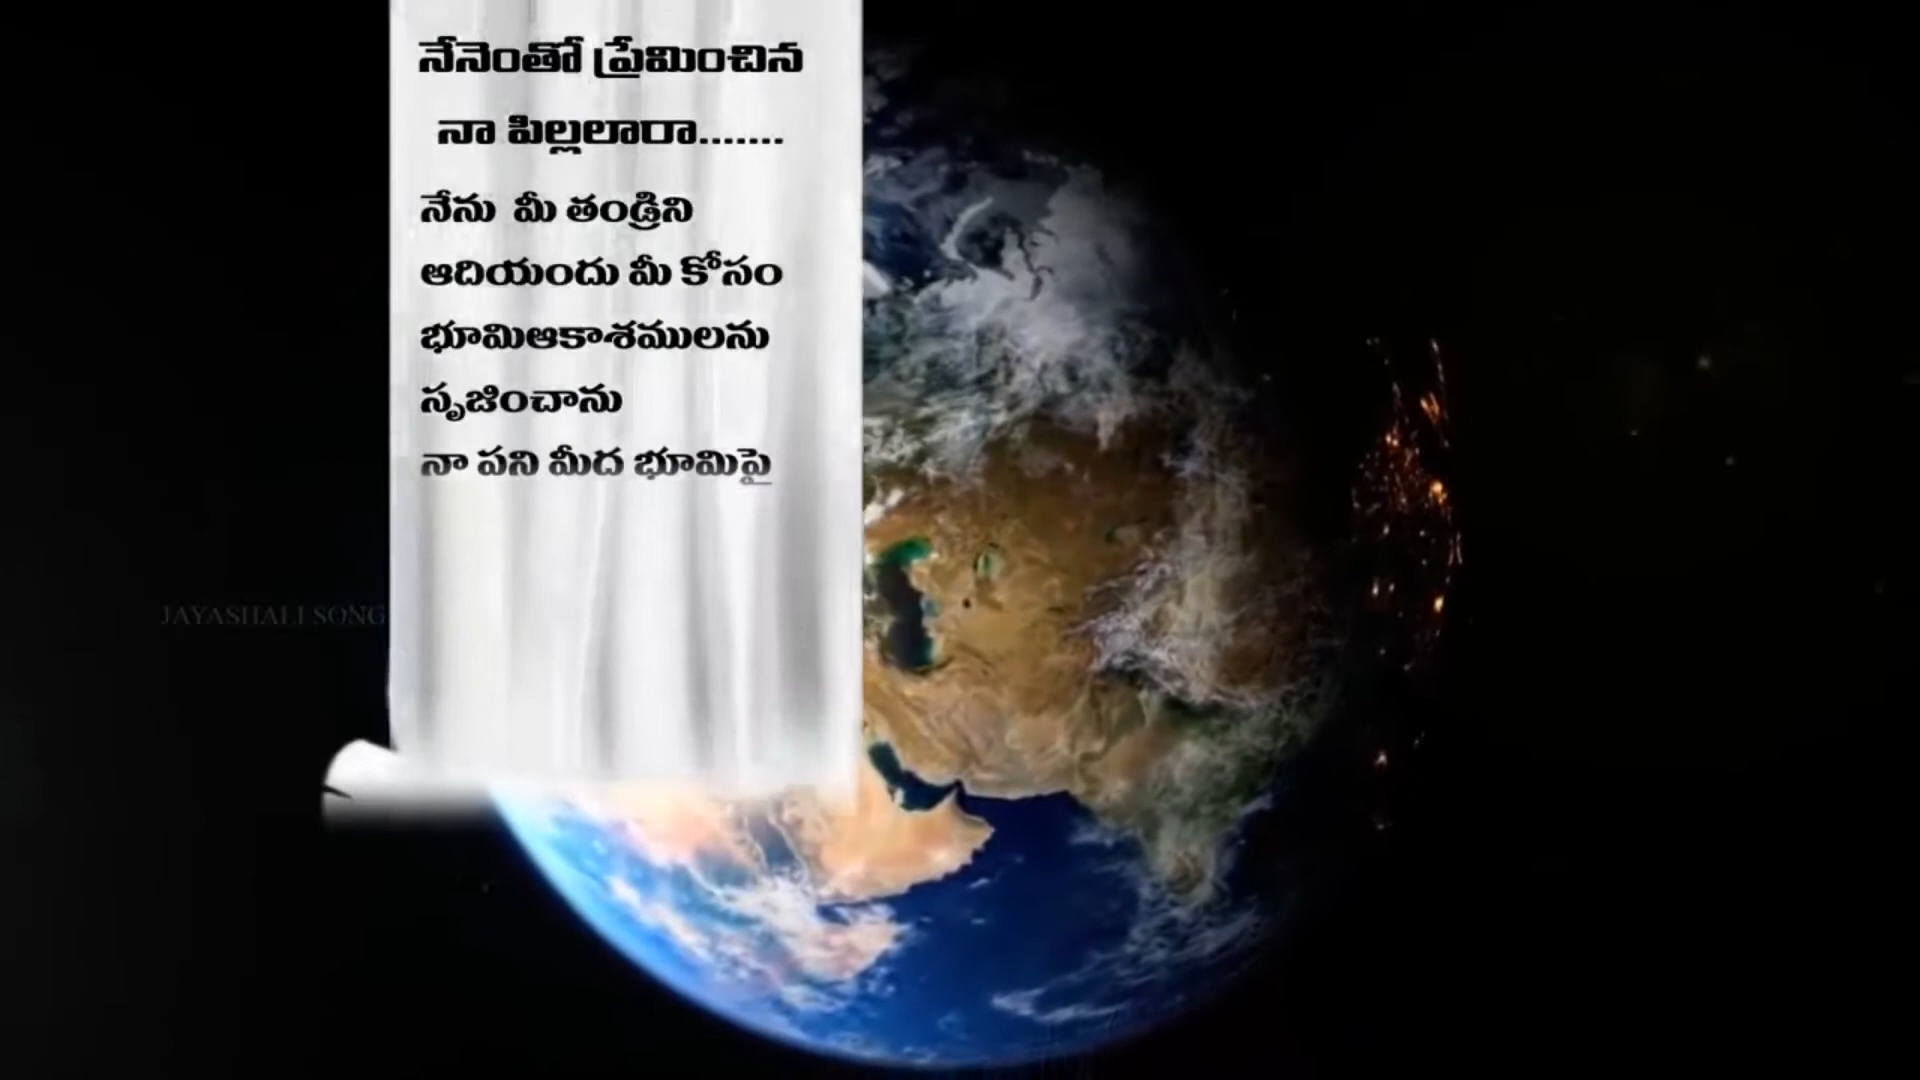 నేనెంతో ప్రేమించిన
నా పిల్లలారా.......
నేను మీ తండ్రిని
ఆదియందు మీ కోసం
భూమిఆకాశములను
సృజించాను
నా పని మీద భూమిపై
JAYASHALI SONG